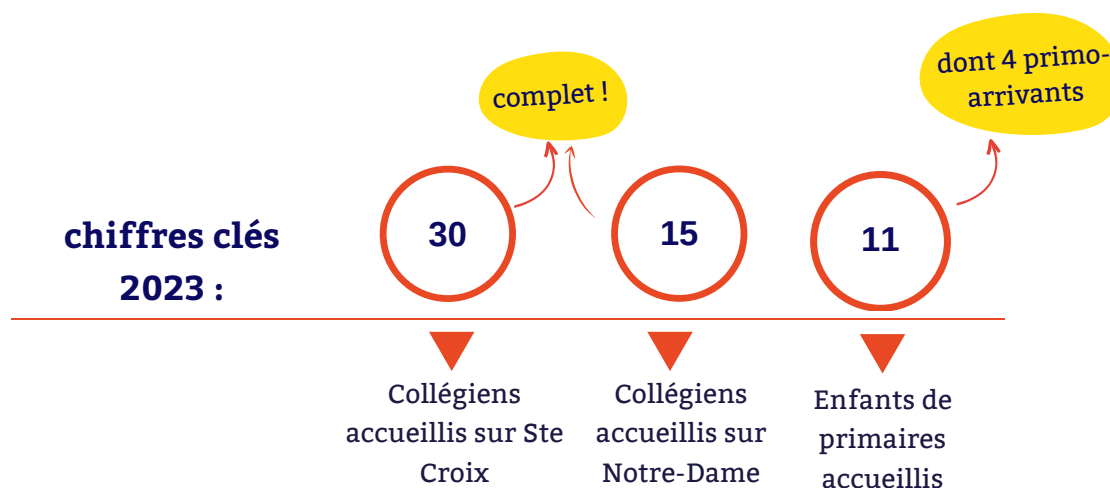 dont 4 primo-
arrivants
complet !
chiffres clés
2023 :
30
15
11
Collégiens
accueillis sur Ste
Croix
Collégiens
accueillis sur
Notre-Dame
Enfants de
primaires
accueillis